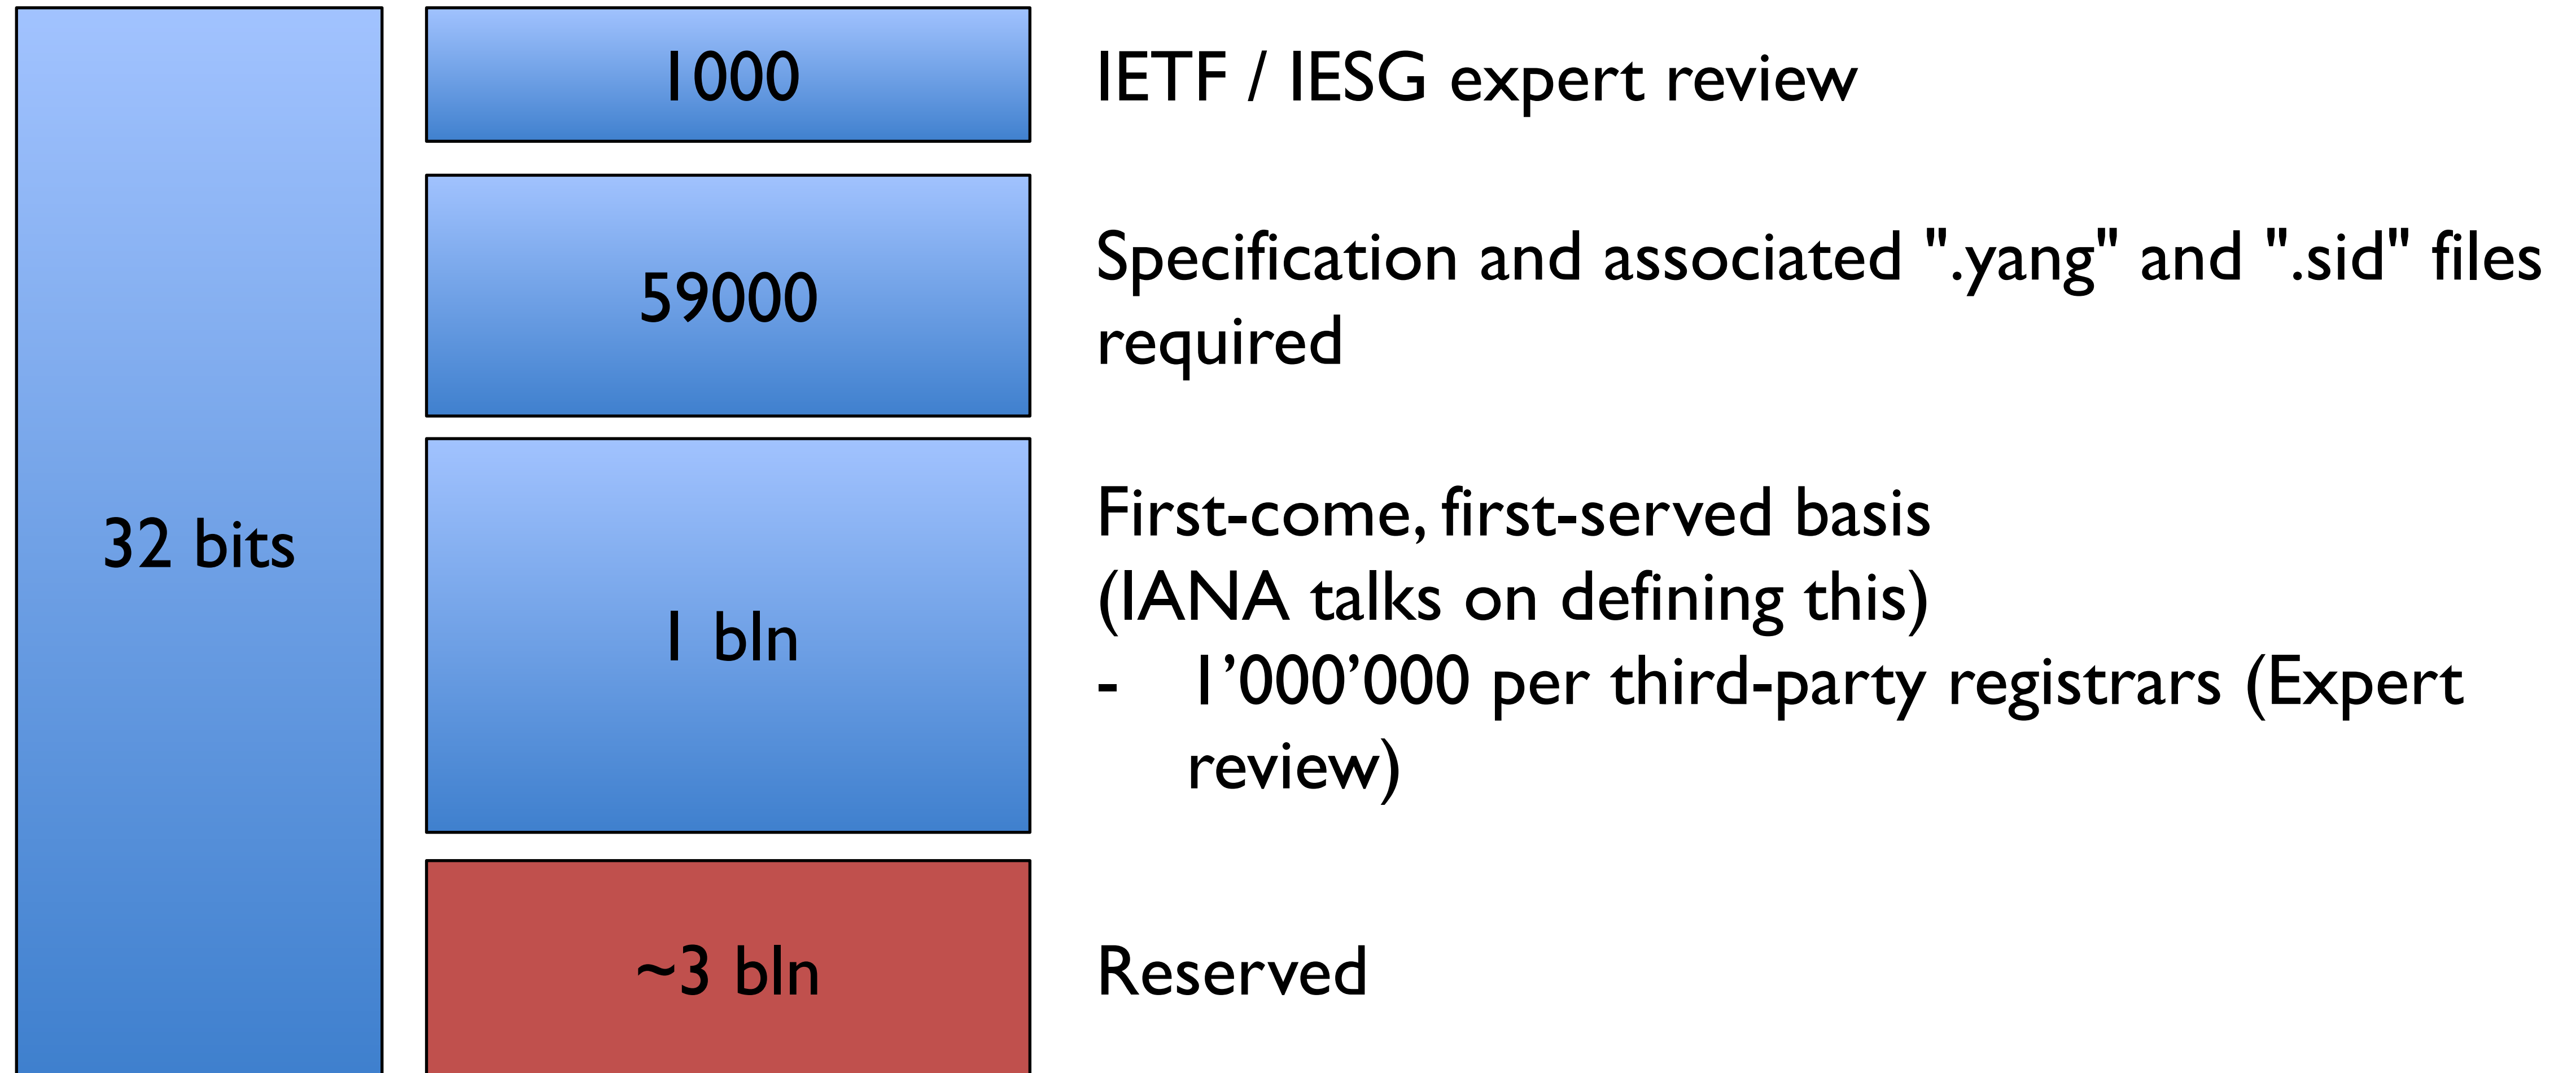 1000
IETF / IESG expert review
59000
Specification and associated ".yang" and ".sid" files
required
32 bits
1 bln
First-come, first-served basis
(IANA talks on defining this)
- 1’000’000 per third-party registrars (Expert
review)
~3 bln
Reserved